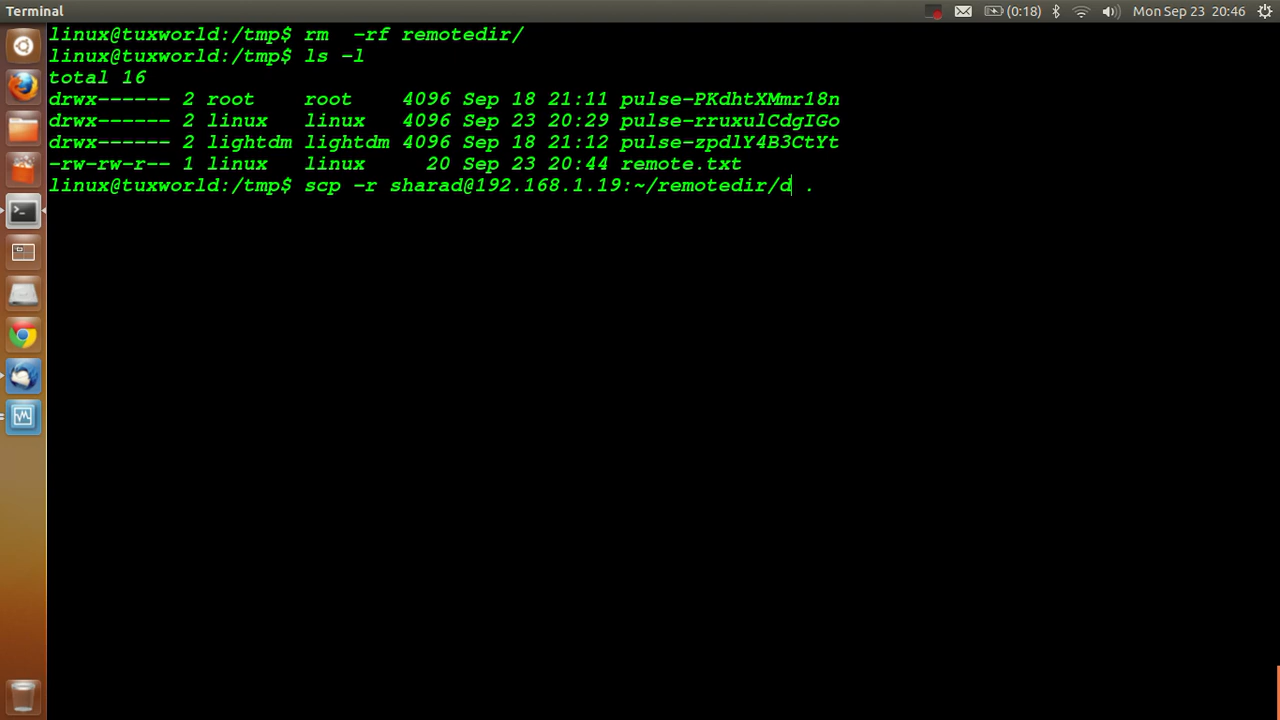 Terminal
(0:18) Mon Sep 23 20:46
linux@tuxworld:/tmp$ rm  -rf remotedir/
linux@tuxworld:/tmp$ ls -l
total 16
drwx------ 2 root    root    4096 Sep 18 21:11 pulse-PKdhtXMmr18n
drwx------ 2 linux   linux   4096 Sep 23 20:29 pulse-rruxulCdgIGo
drwx------ 2 lightdm lightdm 4096 Sep 18 21:12 pulse-zpdlY4B3CtYt
-rw-rw-r-- 1 linux   linux     20 Sep 23 20:44 remote.txt
linux@tuxworld:/tmp$ scp -r sharad@192.168.1.19:~/remotedir/d .